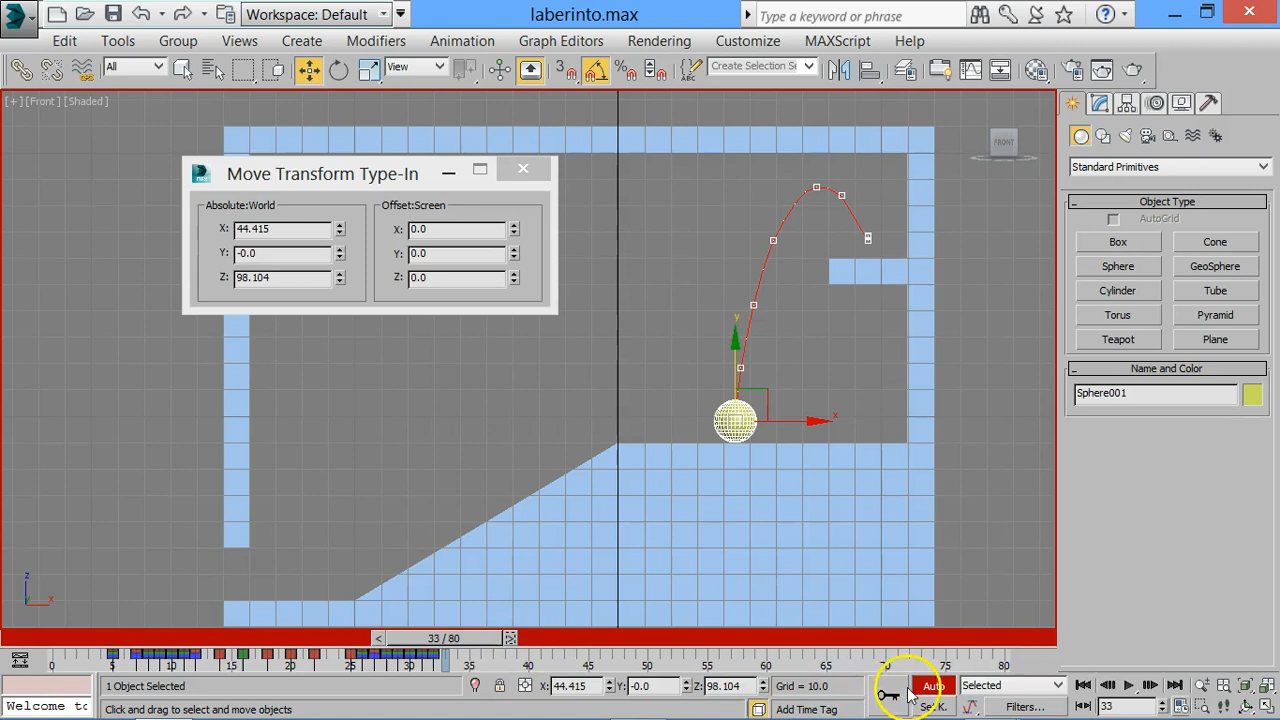 Workspace: Default
laberinto.max
Type a keyword or phrase
Edit Tools Group Views Create Modifiers Animation Graph Editors Rendering Customize MAXScript Help
All View 3 Create Selection Se
[+] [Front] [Shaded]
FRONT
Move Transform Type-In
Absolute:World Offset:Screen
X: 44.415 X: 0.0
Y: -0.0 Y: 0.0
Z: 98.104 Z: 0.0
Standard Primitives
- Object Type
AutoGrid
Box Cone
Sphere GeoSphere
Cylinder Tube
Torus Pyramid
Teapot Plane
- Name and Color
Sphere001
y
x
z
x
< 33 / 80
0 5 10 15 20 25 30 35 40 45 50 55 60 65 70 75 80
1 Object Selected X: 44.415 Y: -0.0 Z: 98.104 Grid = 10.0 Auto Selected
Welcome to Click and drag to select and move objects Add Time Tag Set K. Filters... 33